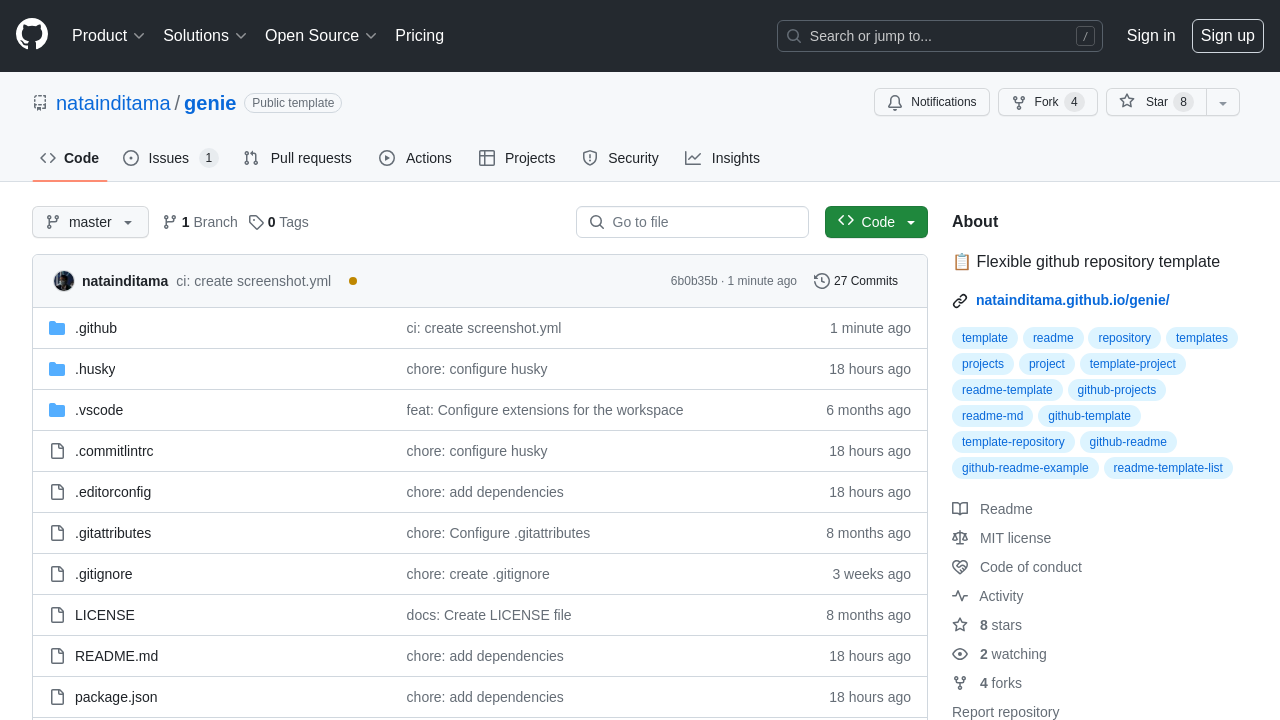 Product Solutions Open Source Pricing Search or jump to... / Sign in Sign up
natainditama / genie Public template Notifications Fork 4 Star 8
Code Issues 1 Pull requests Actions Projects Security Insights
master 1 Branch 0 Tags Go to file Code
natainditama ci: create screenshot.yml 6b0b35b · 1 minute ago 27 Commits
.github ci: create screenshot.yml 1 minute ago
.husky chore: configure husky 18 hours ago
.vscode feat: Configure extensions for the workspace 6 months ago
.commitlintrc chore: configure husky 18 hours ago
.editorconfig chore: add dependencies 18 hours ago
.gitattributes chore: Configure .gitattributes 8 months ago
.gitignore chore: create .gitignore 3 weeks ago
LICENSE docs: Create LICENSE file 8 months ago
README.md chore: add dependencies 18 hours ago
package.json chore: add dependencies 18 hours ago
About
📋 Flexible github repository template
natainditama.github.io/genie/
template readme repository templates
projects project template-project
readme-template github-projects
readme-md github-template
template-repository github-readme
github-readme-example readme-template-list
Readme
MIT license
Code of conduct
Activity
8 stars
2 watching
4 forks
Report repository